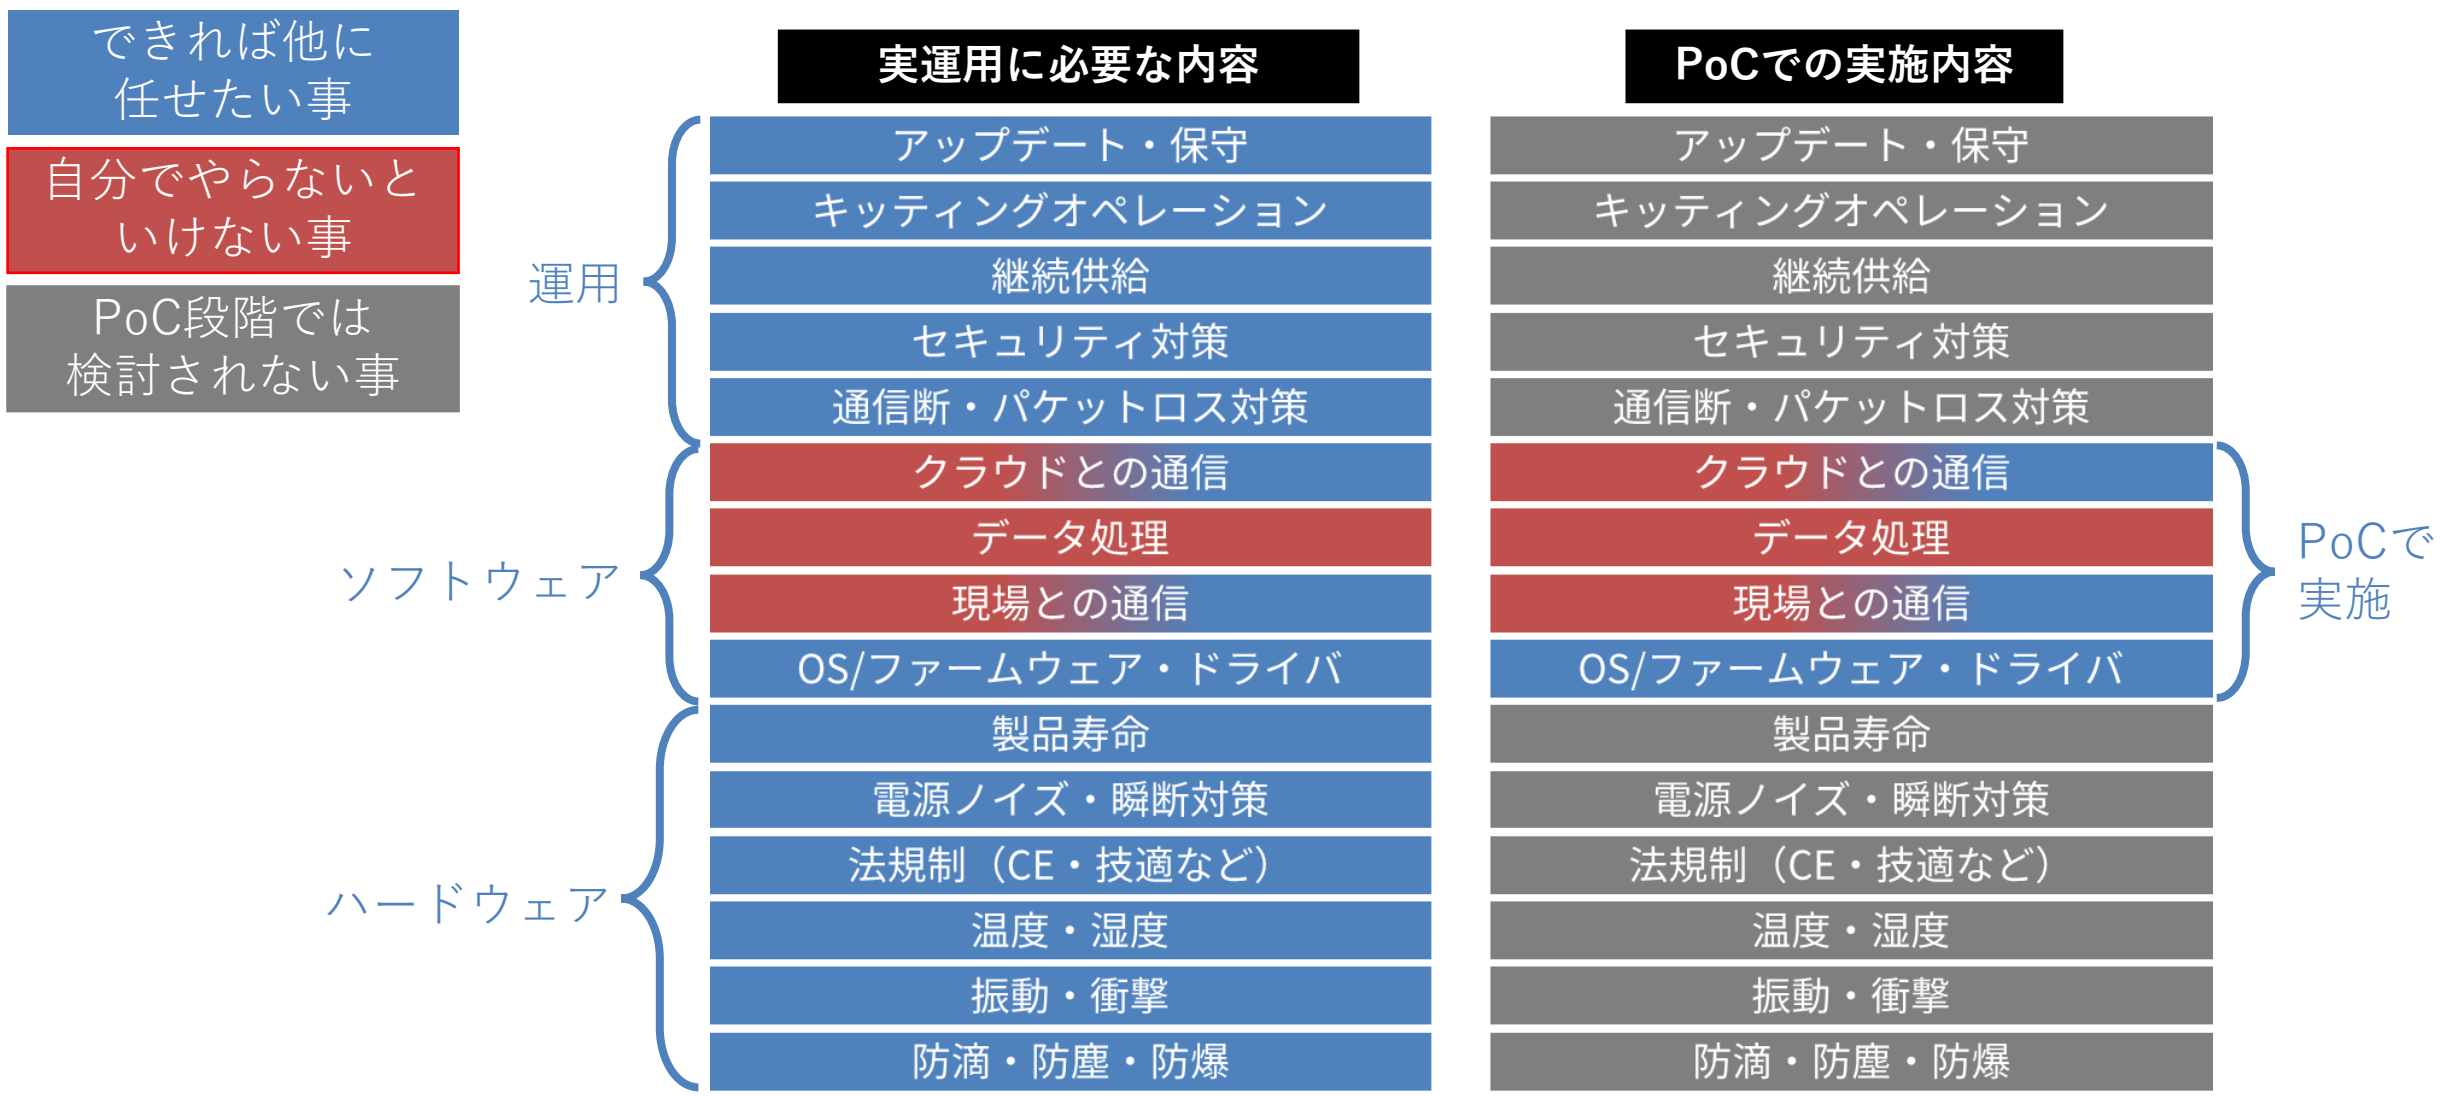 できれば他に
任せたい事
自分でやらないと
いけない事
PoC段階では
検討されない事
実運用に必要な内容
アップデート・保守
キッティングオペレーション
継続供給
セキュリティ対策
通信断・パケットロス対策
クラウドとの通信
データ処理
現場との通信
OS/ファームウェア・ドライバ
製品寿命
電源ノイズ・瞬断対策
法規制（CE・技適など）
温度・湿度
振動・衝撃
防滴・防塵・防爆
運用
ソフトウェア
ハードウェア
PoCでの実施内容
アップデート・保守
キッティングオペレーション
継続供給
セキュリティ対策
通信断・パケットロス対策
クラウドとの通信
データ処理
現場との通信
OS/ファームウェア・ドライバ
製品寿命
電源ノイズ・瞬断対策
法規制（CE・技適など）
温度・湿度
振動・衝撃
防滴・防塵・防爆
PoCで
実施